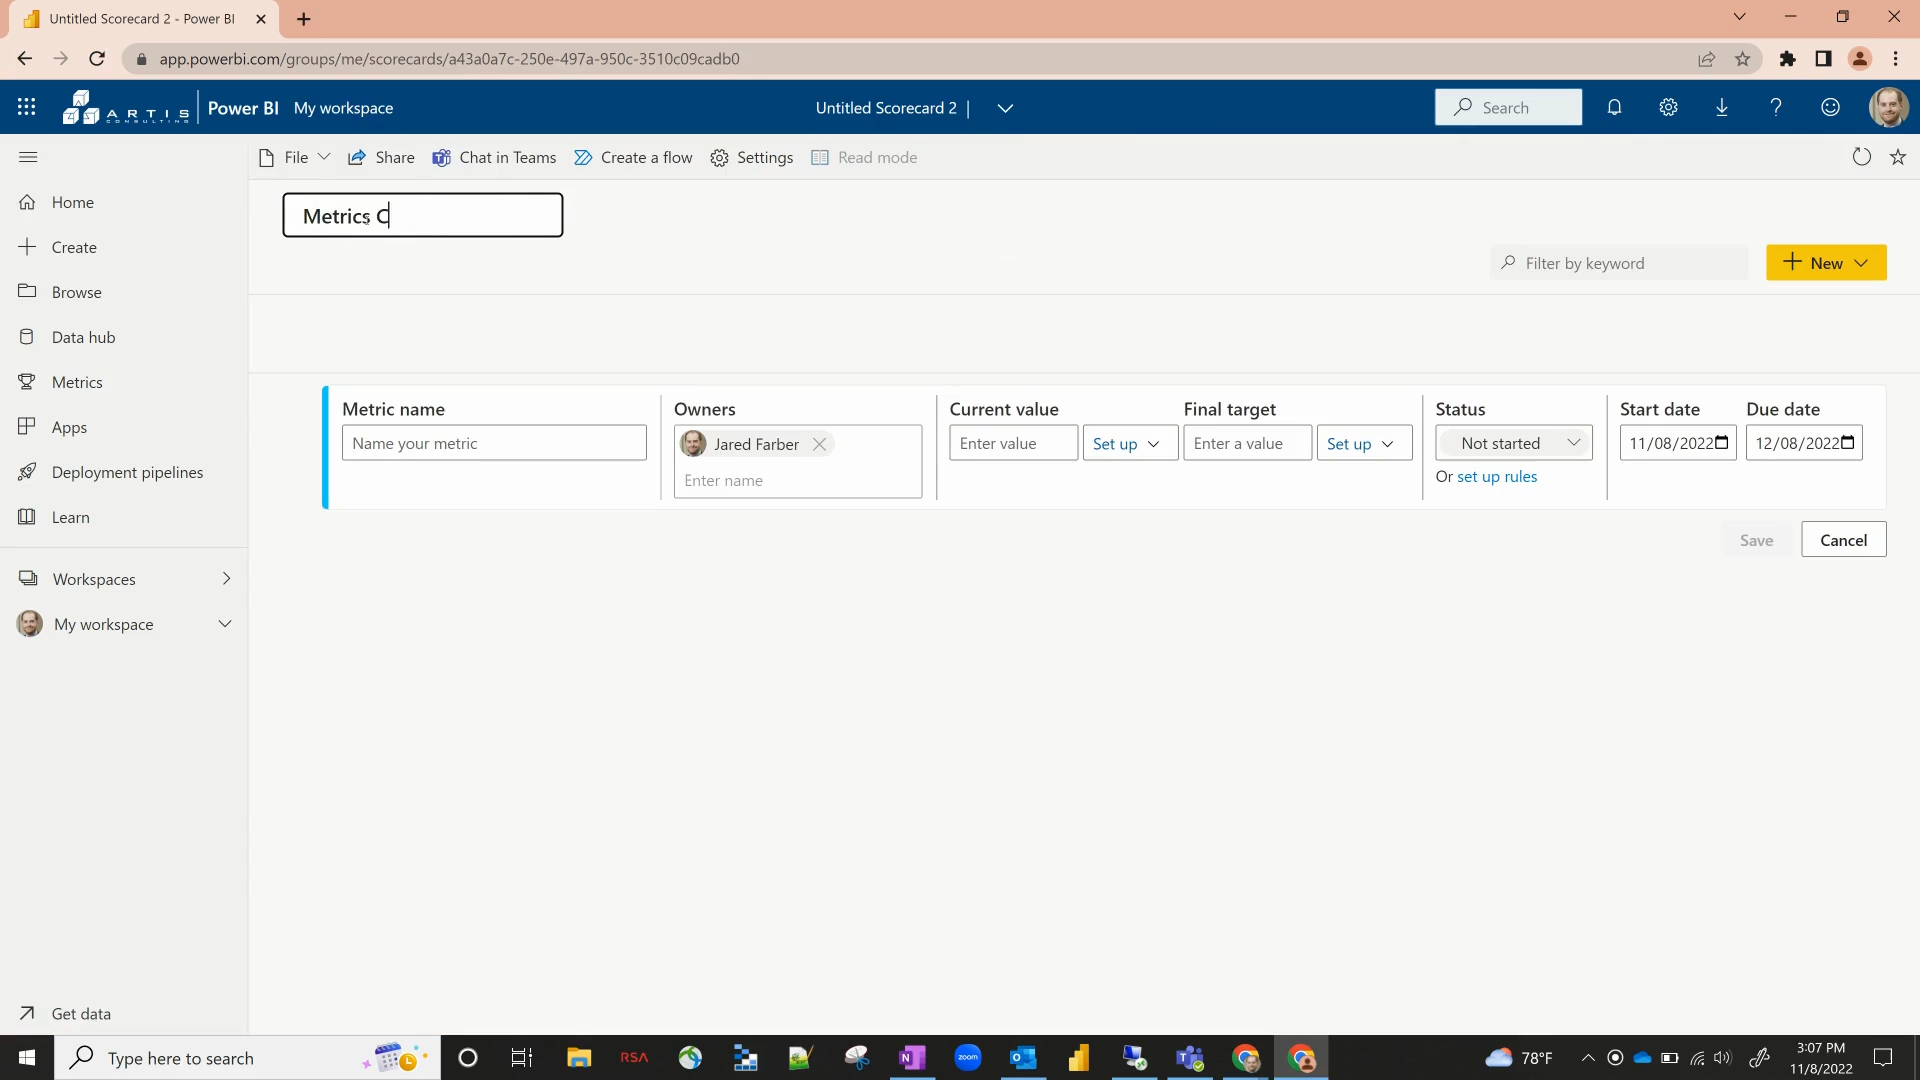 Untitled Scorecard 2 - Power BI
app.powerbi.com/groups/me/scorecards/a43a0a7c-250e-497a-950c-3510c09cadb0
ARTIS CONSULTING Power BI My workspace Untitled Scorecard 2 | Search
File Share Chat in Teams Create a flow Settings Read mode
Home
Create
Browse
Data hub
Metrics
Apps
Deployment pipelines
Learn
Workspaces
My workspace
Get data
Metrics C
Filter by keyword
New
Metric name Owners Current value Final target Status Start date Due date
Name your metric Jared Farber Enter value Set up Enter a value Set up Not started 11/08/2022 12/08/2022
Enter name Or set up rules
Save Cancel
Type here to search RSA N zoom 78°F 3:07 PM
11/8/2022